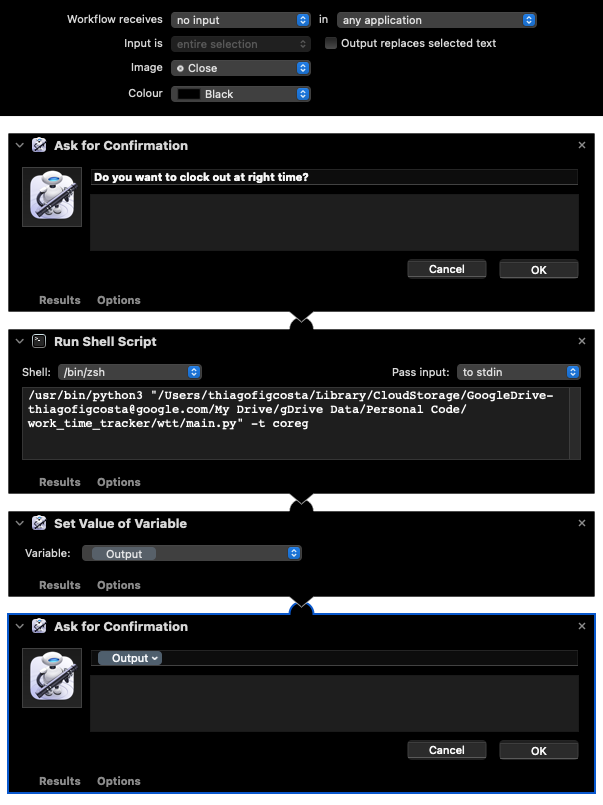 Workflow receives no input in any application
Input is entire selection Output replaces selected text
Image Close
Colour Black
Ask for Confirmation
Do you want to clock out at right time?
Cancel OK
Results Options
Run Shell Script
Shell: /bin/zsh Pass input: to stdin
/usr/bin/python3 "/Users/thiagofigcosta/Library/CloudStorage/GoogleDrive-
thiagofigcosta@google.com/My Drive/gDrive Data/Personal Code/
work_time_tracker/wtt/main.py" -t coreg
Results Options
Set Value of Variable
Variable: Output
Results Options
Ask for Confirmation
Output
Cancel OK
Results Options